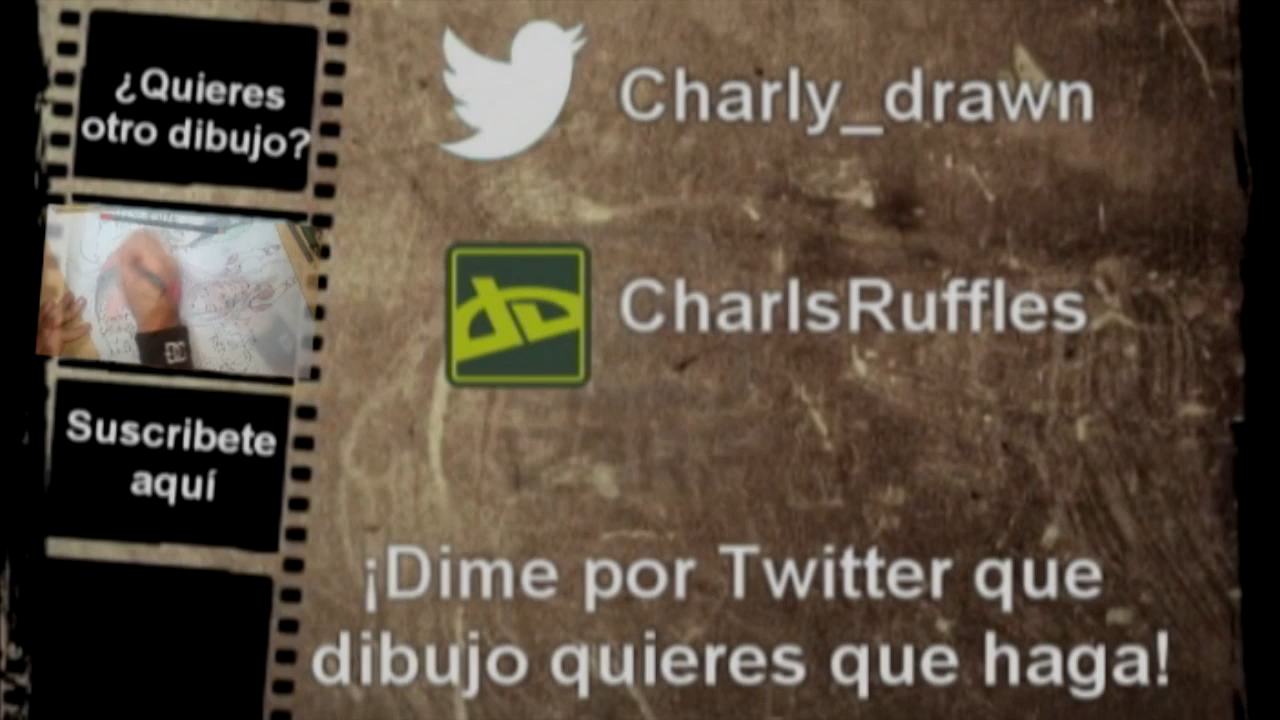 ¿Quieres
otro dibujo?
Suscribete
aquí
Charly_drawn
CharlsRuffles
¡Dime por Twitter que
dibujo quieres que haga!